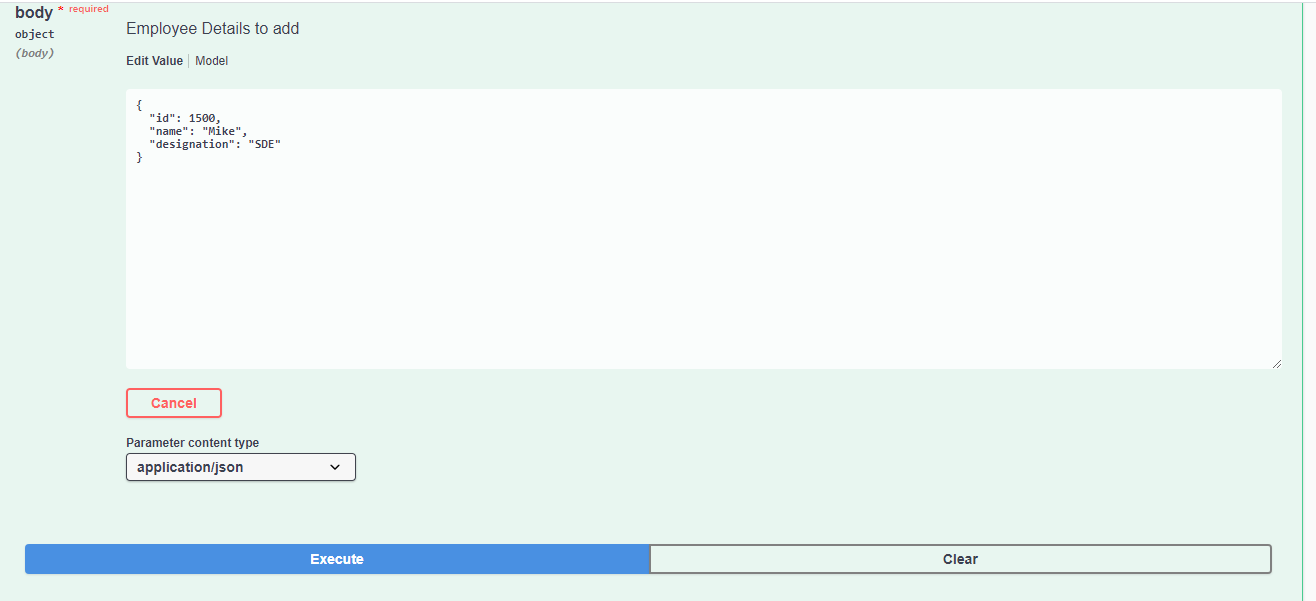 body * required
object
(body)
Employee Details to add
Edit Value | Model
{
  "id": 1500,
  "name": "Mike",
  "designation": "SDE"
}
Cancel
Parameter content type
application/json
Execute
Clear